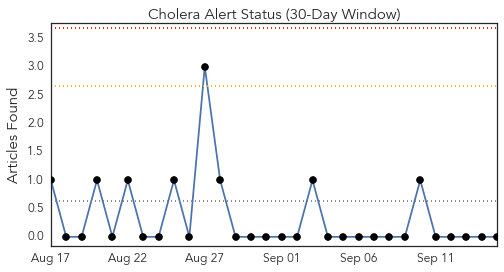 Cholera Alert Status (30-Day Window)
Articles Found
3.5
3.0
2.5
2.0
1.5
1.0
0.5
0.0
Aug 17 Aug 22 Aug 27 Sep 01 Sep 06 Sep 11